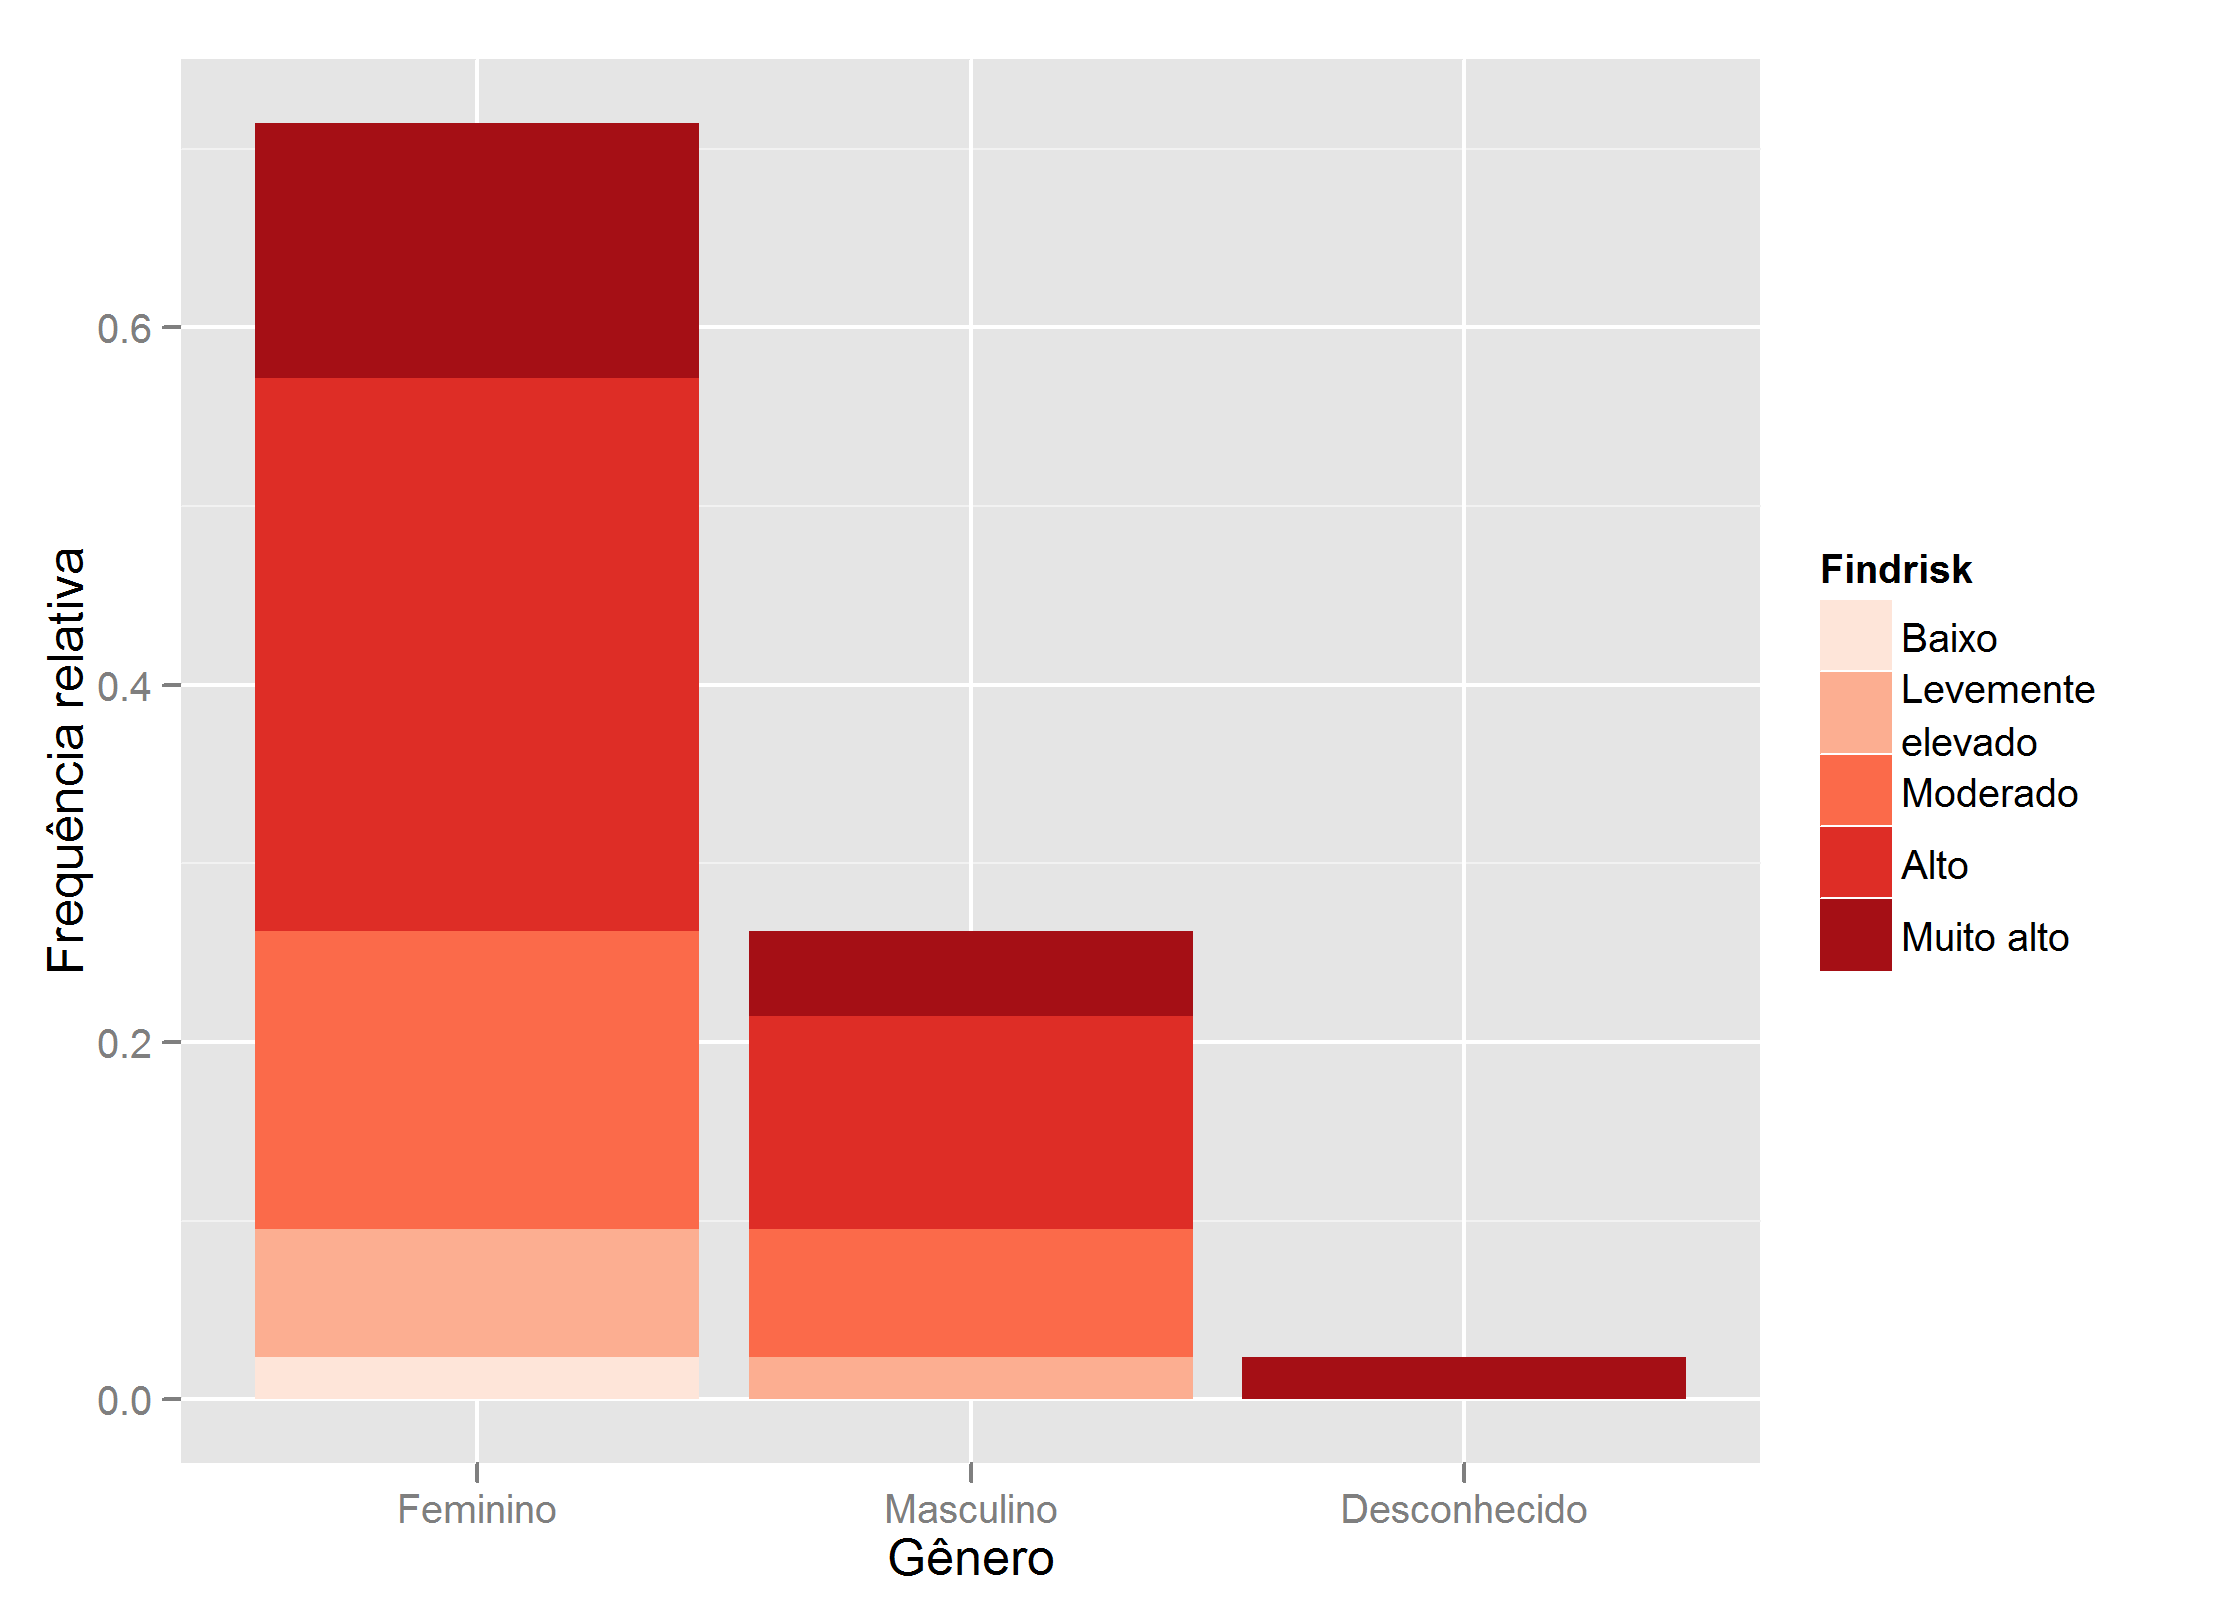 Frequência relativa
0.6
0.4
0.2
0.0
Feminino
Masculino
Desconhecido
Gênero
Findrisk
Baixo
Levemente
elevado
Moderado
Alto
Muito alto